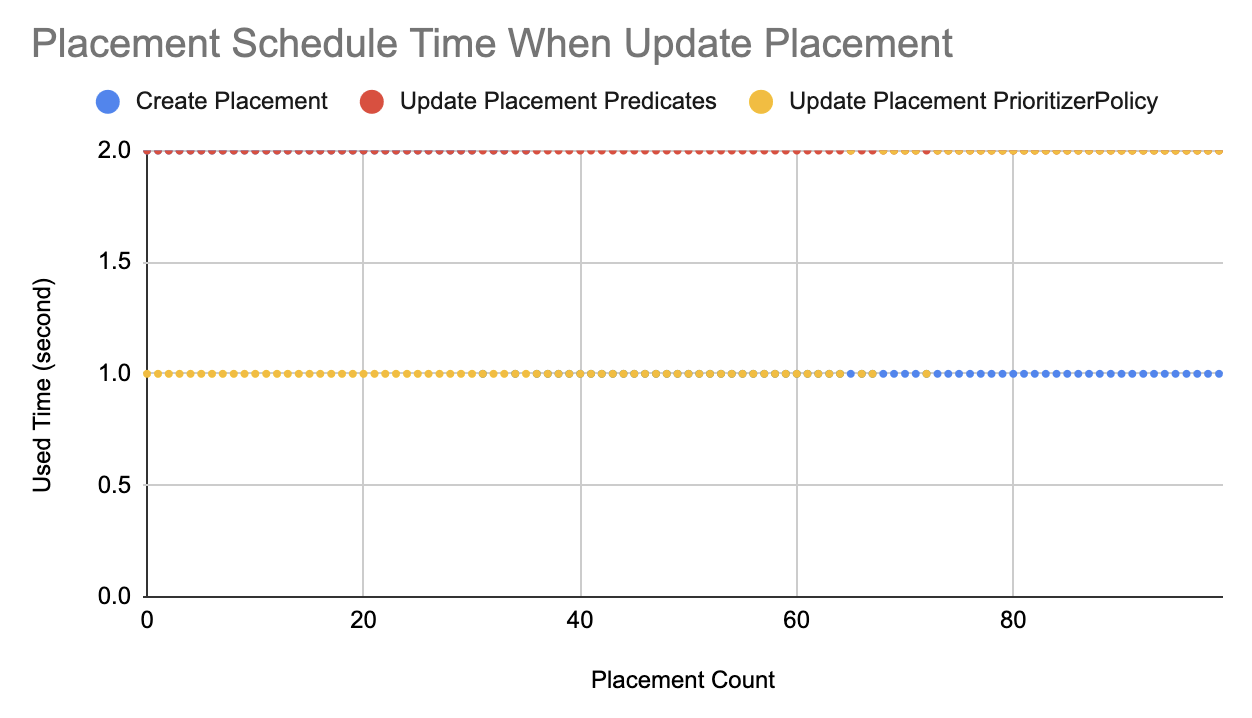 Placement Schedule Time When Update Placement
Create Placement
Update Placement Predicates
Update Placement PrioritizerPolicy
2.0
1.5
1.0
0.5
0.0
Used Time (second)
0
20
40
60
80
Placement Count